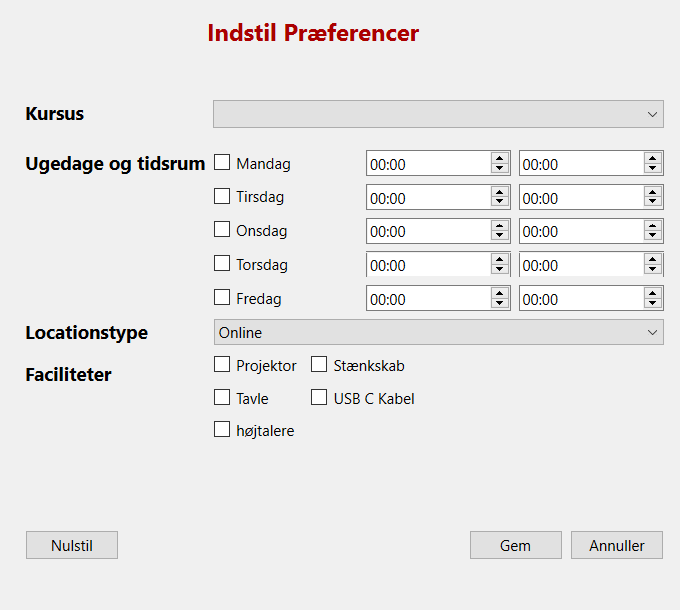 Indstil Præferencer
Kursus
Ugedage og tidsrum Mandag 00:00 00:00
Tirsdag 00:00 00:00
Onsdag 00:00 00:00
Torsdag 00:00 00:00
Fredag 00:00 00:00
Locationstype Online
Faciliteter Projektor Stænkskab
Tavle USB C Kabel
højtalere
Nulstil Gem Annuller